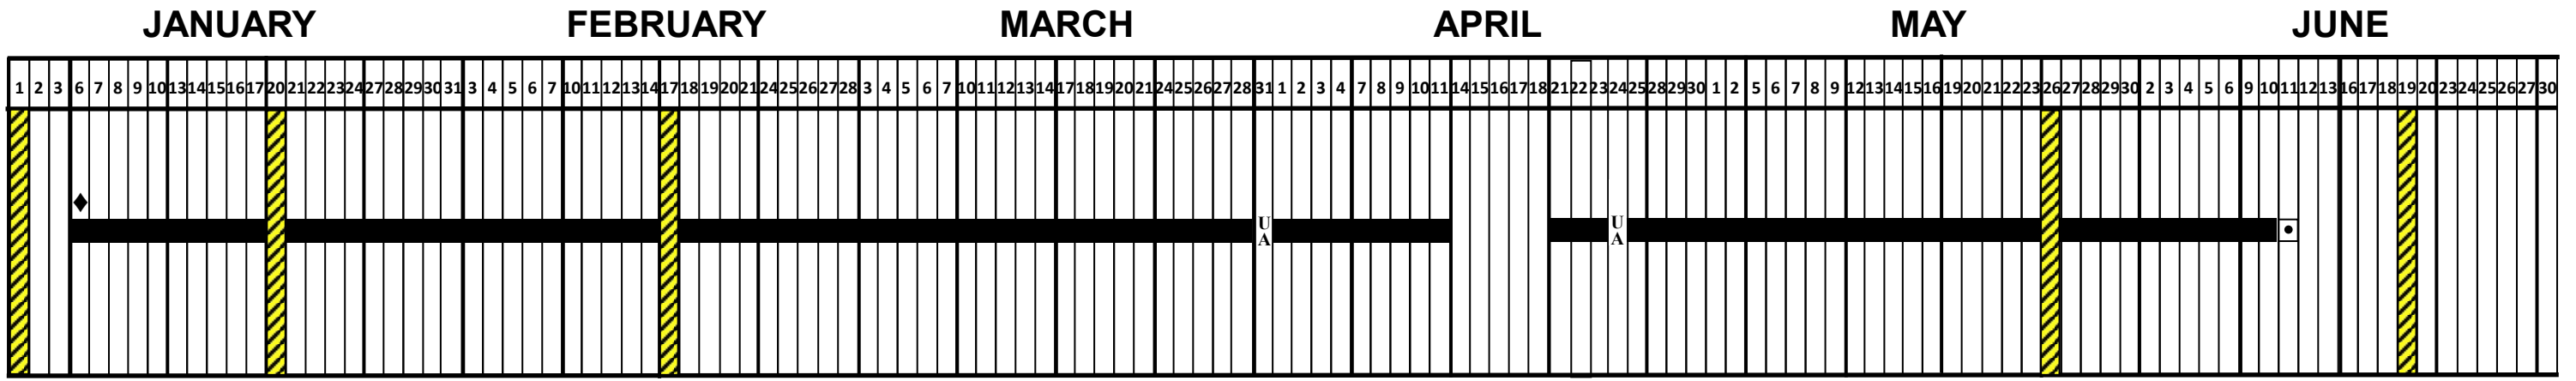 JANUARY FEBRUARY MARCH APRIL MAY JUNE
1 2 3 6 7 8 9 10 13 14 15 16 17 20 21 22 23 24 27 28 29 30 31 3 4 5 6 7 10 11 12 13 14 17 18 19 20 21 24 25 26 27 28 3 4 5 6 7 10 11 12 13 14 17 18 19 20 21 24 25 26 27 28 31 1 2 3 4 7 8 9 10 11 14 15 16 17 18 21 22 23 24 25 28 29 30 1 2 5 6 7 8 9 12 13 14 15 16 19 20 21 22 23 26 27 28 29 30 2 3 4 5 6 9 10 11 12 13 16 17 18 19 20 23 24 25 26 27 30
U U
A A